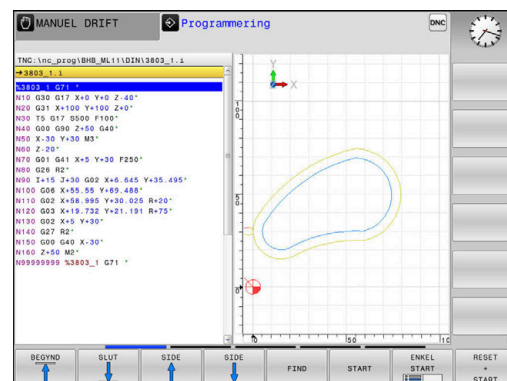 MANUEL DRIFT
Programmering
DNC
TNC:\nc_prog\BHB_ML11\DIN\3803_1.i
→3803_1.i
%3803_1 G71 *
N10 G30 G17 X+0 Y+0 Z-40*
N20 G31 X+100 Y+100 Z+0*
N30 T5 G17 S500 F100*
N40 G00 G90 Z+50 G40*
N50 X-30 Y+30 M3*
N60 Z-20*
N70 G01 G41 X+5 Y+30 F250*
N80 G26 R2*
N90 I+15 J+30 G02 X+6.645 Y+35.495*
N100 G06 X+55.55 Y+69.488*
N110 G02 X+58.995 Y+30.025 R+20*
N120 G03 X+19.732 Y+21.191 R+75*
N130 G02 X+5 Y+30*
N140 G27 R2*
N150 G00 G40 X-30*
N160 Z+50 M2*
N99999999 %3803_1 G71 *
Y
X
100
50
0
0
50
10
BEGYND
SLUT
SIDE
SIDE
FIND
START
ENKEL START
RESET + START